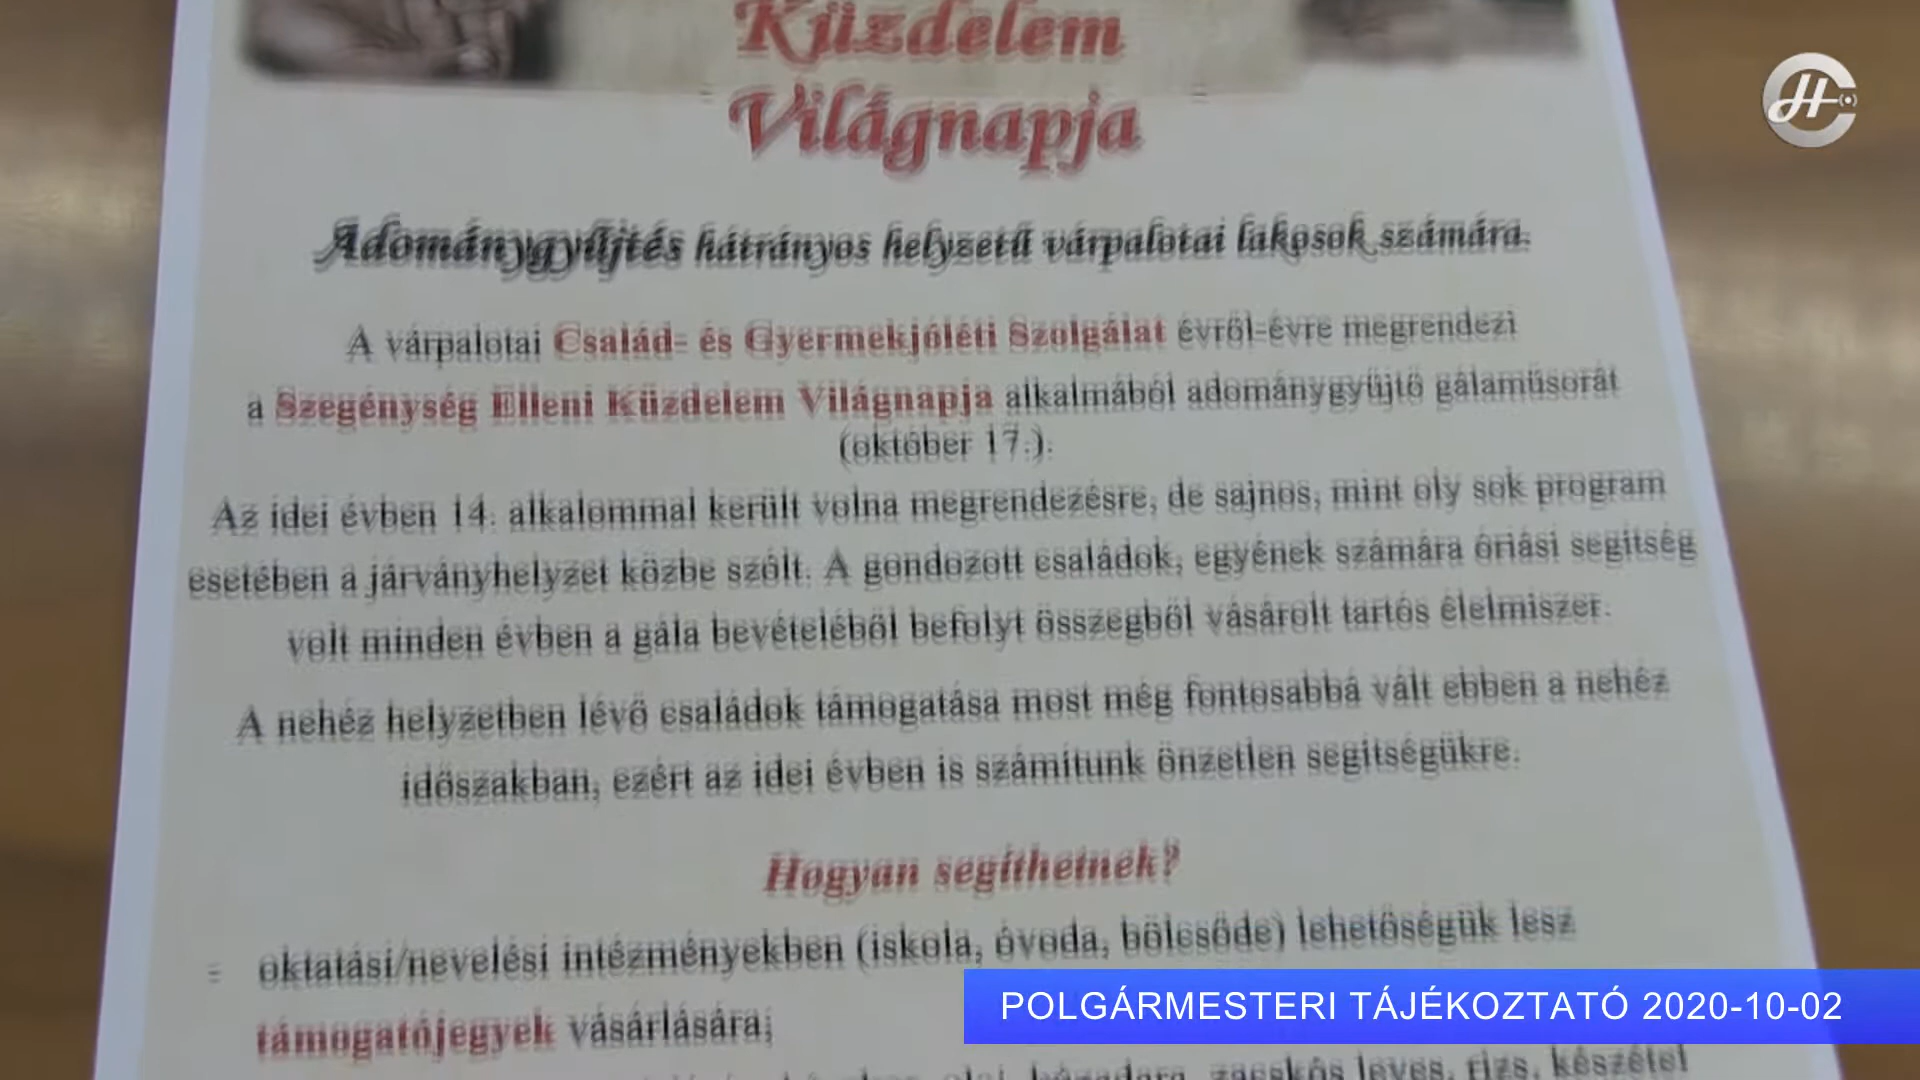 Küzdelem
Világnapja
Adománygyűjtés hátrányos helyzetű várpalotai lakosok számára.
A várpalotai Család- és Gyermekjóléti Szolgálat évről-évre megrendezi
a Szegénység Elleni Küzdelem Világnapja alkalmából adománygyűjtő gálaműsorát
(október 17.).
Az idei évben 14. alkalommal került volna megrendezésre, de sajnos, mint oly sok program
esetében a járványhelyzet közbe szólt. A gondozott családok, egyének számára óriási segítség
volt minden évben a gála bevételéből befolyt összegből vásárolt tartós élelmiszer.
A nehéz helyzetben lévő családok támogatása most még fontosabbá vált ebben a nehéz
időszakban, ezért az idei évben is számítunk önzetlen segítségükre.
Hogyan segíthetnek?
- oktatási/nevelési intézményekben (iskola, óvoda, bölcsőde) lehetőségük lesz
támogatójegyek vásárlására;
zacskós leves, rizs, készétel
POLGÁRMESTERI TÁJÉKOZTATÓ 2020-10-02